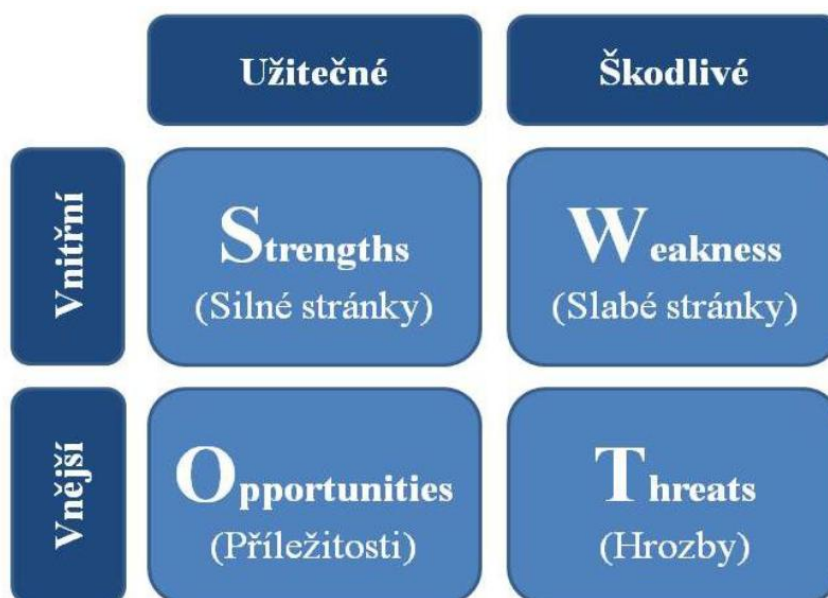 Užitečné
Škodlivé
Vnitřní
Strengths
(Silné stránky)
Weakness
(Slabé stránky)
Vnější
Opportunities
(Příležitosti)
Threats
(Hrozby)